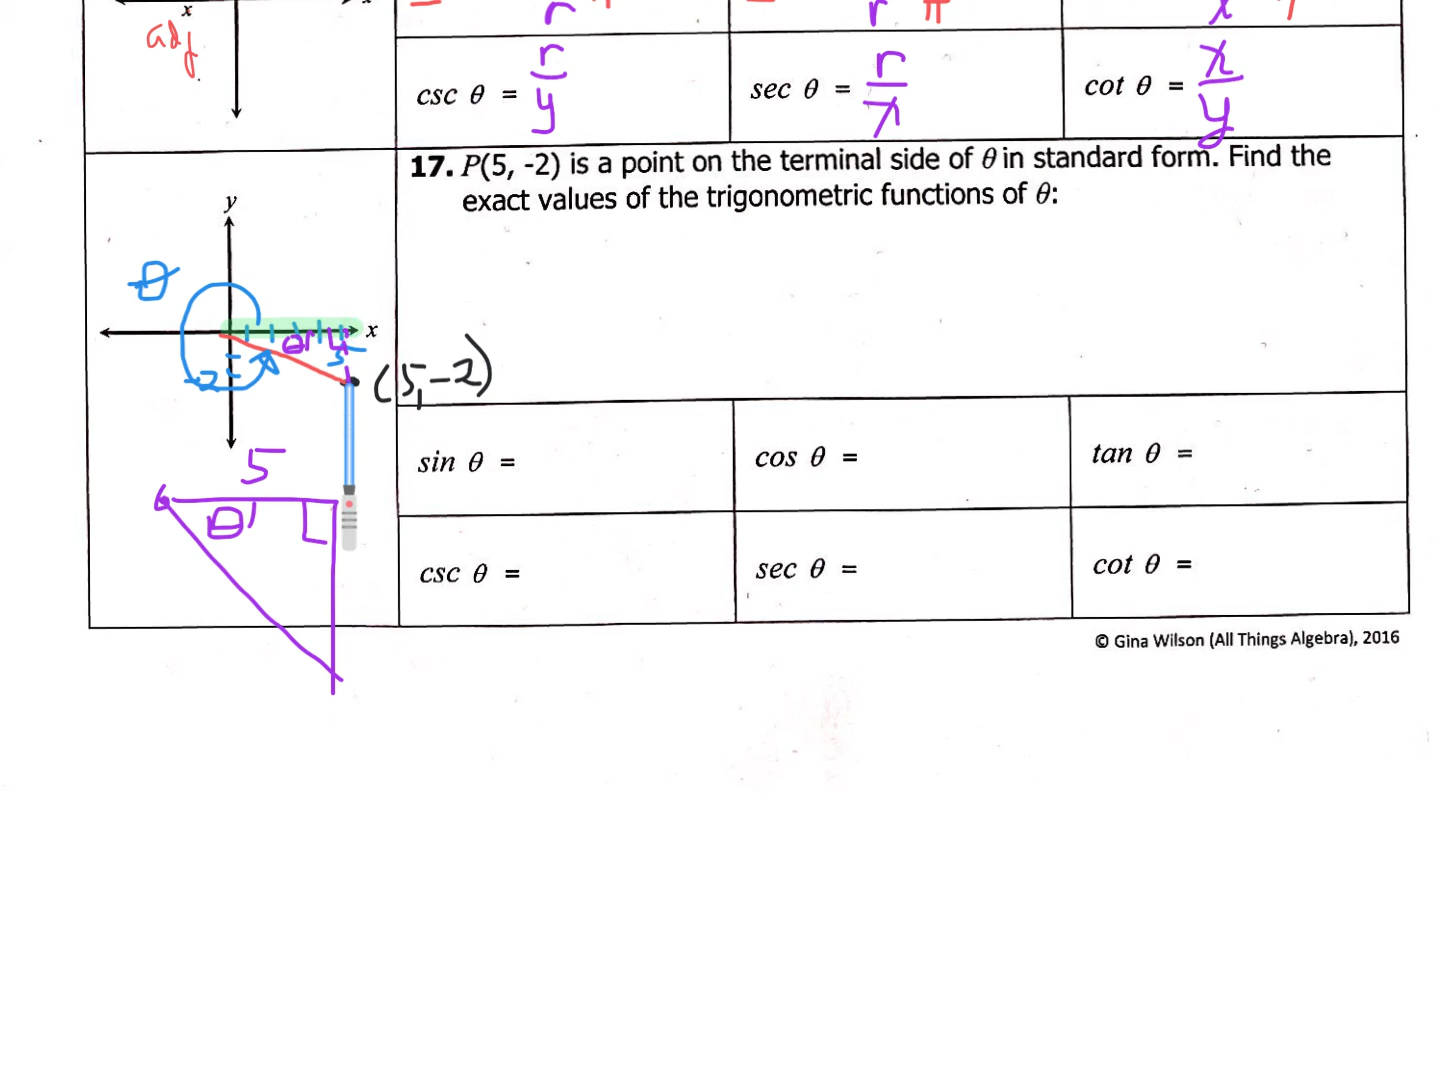 x
adj.
r
r
x
csc θ = r/y
sec θ = r/x
cot θ = x/y
17. P(5, -2) is a point on the terminal side of θ in standard form. Find the
exact values of the trigonometric functions of θ:
y
θ
x
θ'
5
-2
(5,-2)
sin θ =
cos θ =
tan θ =
5
θ'
csc θ =
sec θ =
cot θ =
© Gina Wilson (All Things Algebra), 2016